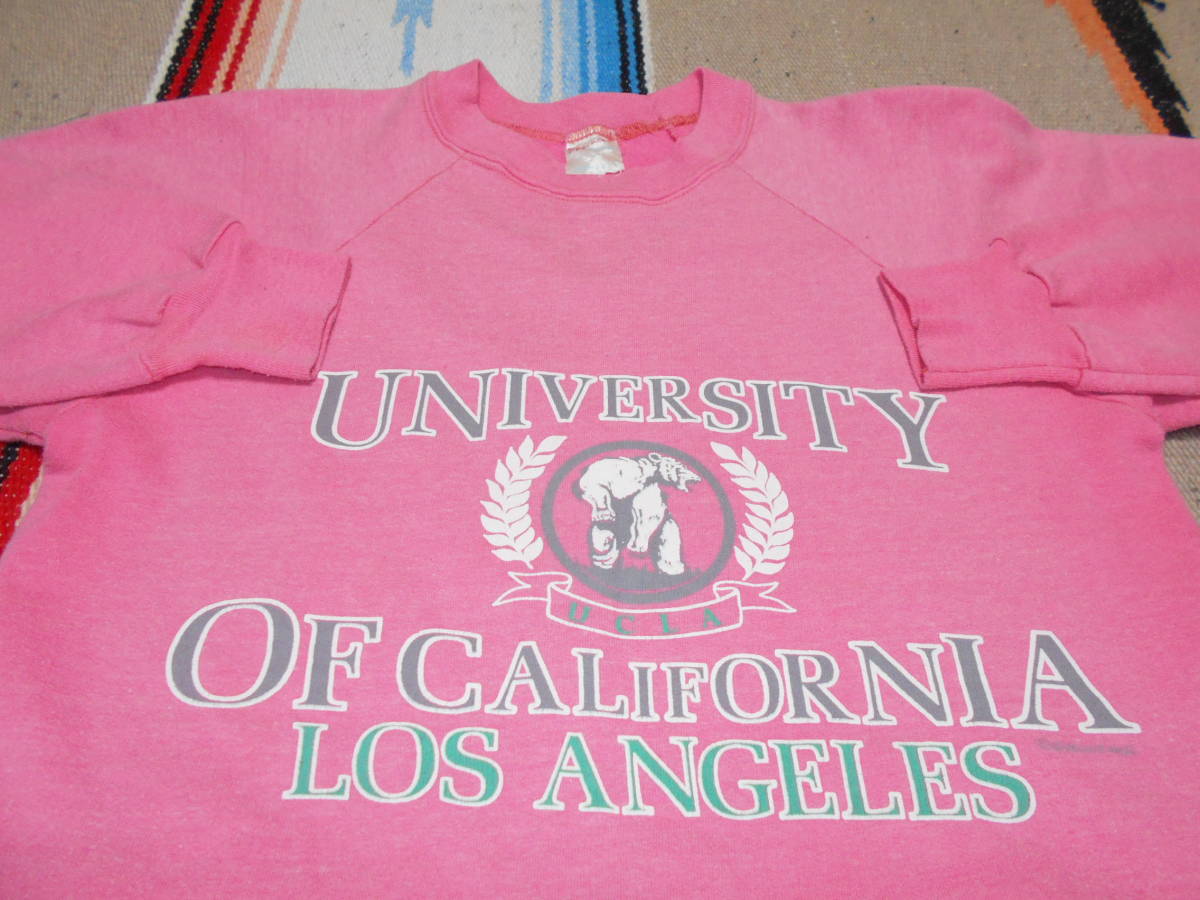 UNIVERSITY
UCLA
OF CALIFORNIA
LOS ANGELES